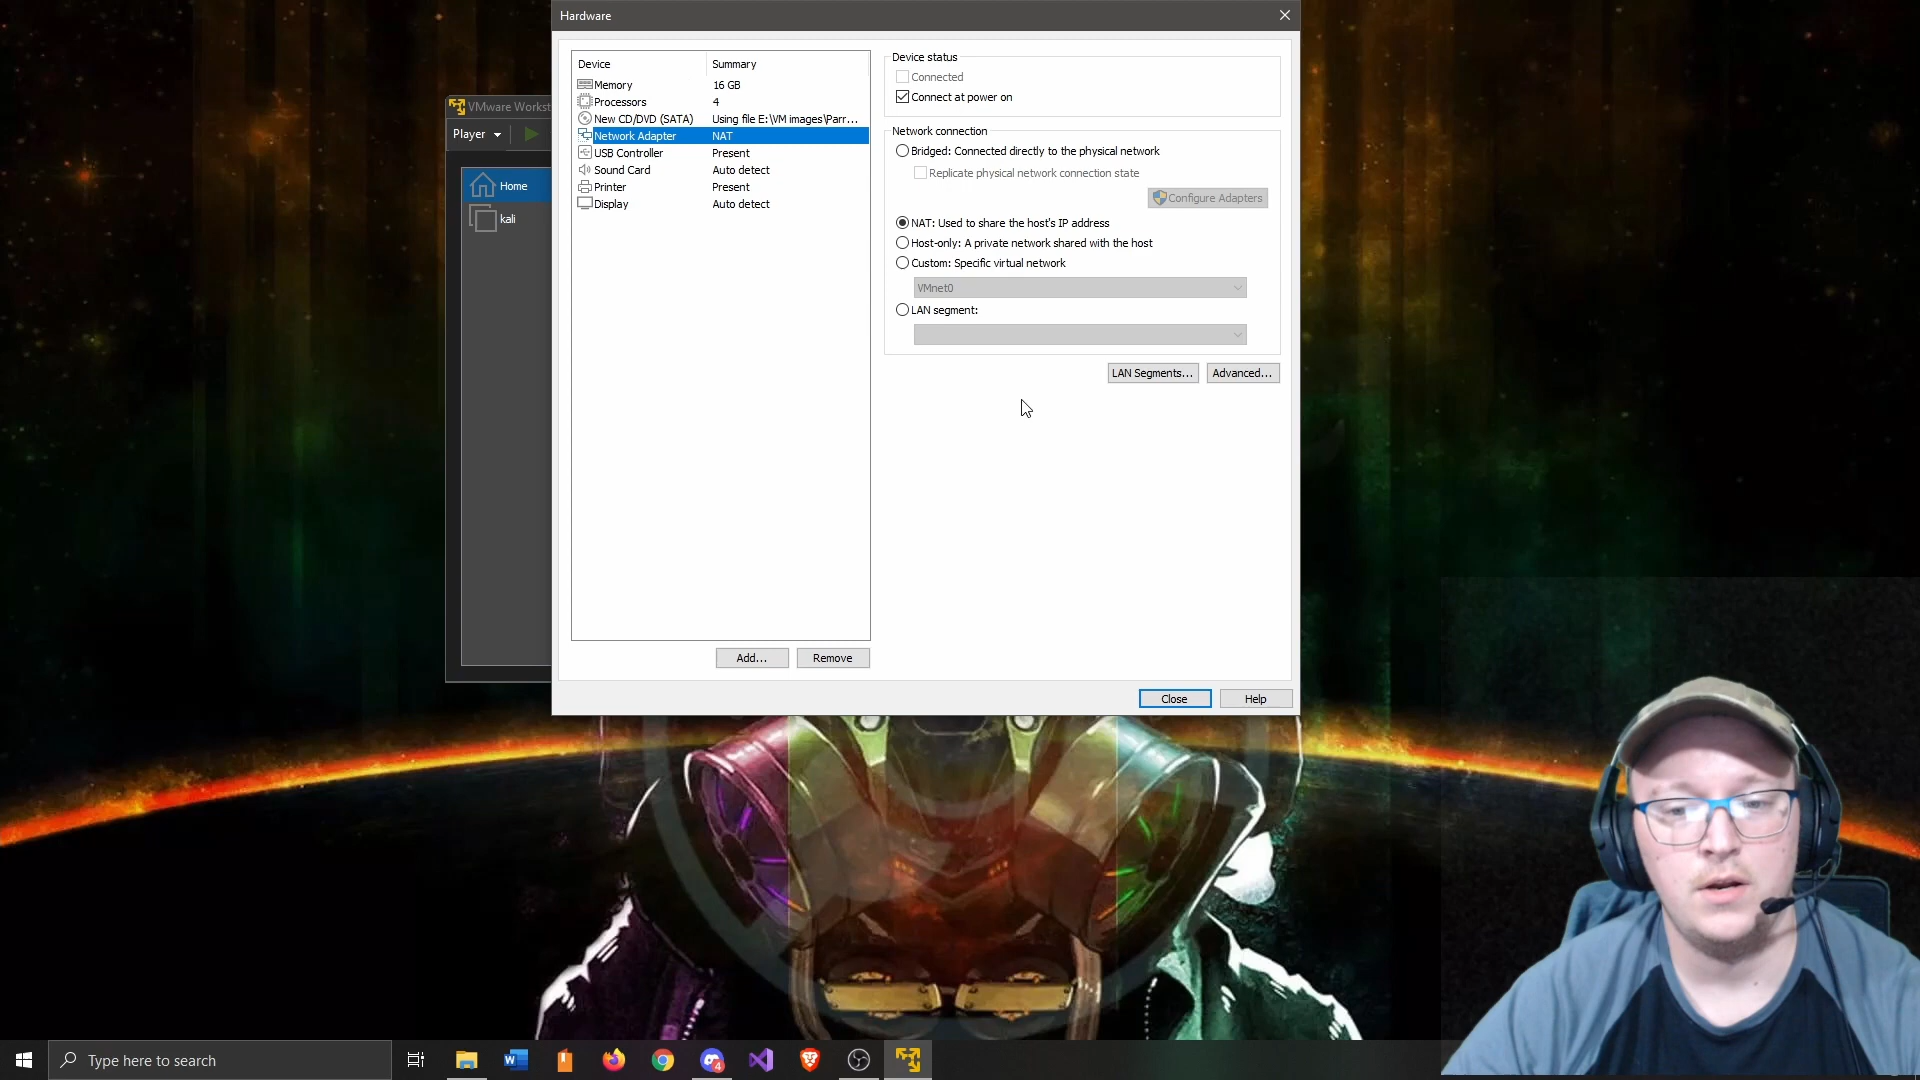 Hardware
Device Summary
Memory 16 GB
Processors 4
New CD/DVD (SATA) Using file E:\VM images\Parr...
Network Adapter NAT
USB Controller Present
Sound Card Auto detect
Printer Present
Display Auto detect
Add... Remove
Device status
Connected
Connect at power on
Network connection
Bridged: Connected directly to the physical network
Replicate physical network connection state
Configure Adapters
NAT: Used to share the host's IP address
Host-only: A private network shared with the host
Custom: Specific virtual network
VMnet0
LAN segment:
LAN Segments... Advanced...
Close Help
VMware Workst
Player
Home
kali
Type here to search
4